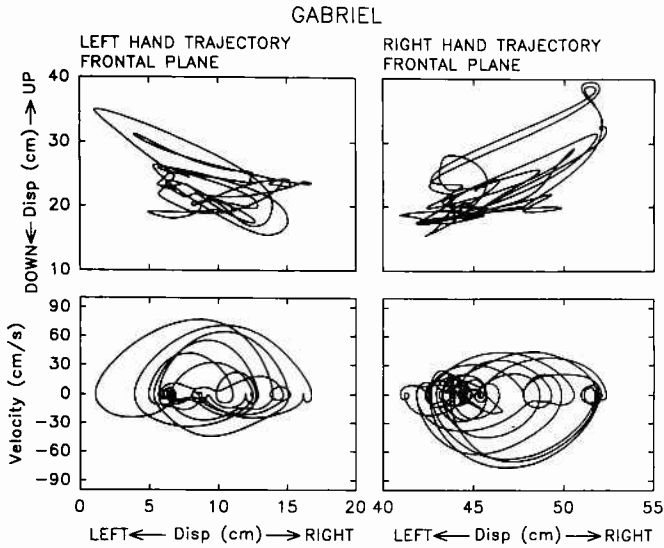 GABRIEL
LEFT HAND TRAJECTORY
FRONTAL PLANE
RIGHT HAND TRAJECTORY
FRONTAL PLANE
DOWN← Disp (cm) →UP
40
30
20
10
Velocity (cm/s)
90
60
30
0
−30
−60
−90
0 5 10 15 20
40 45 50 55
LEFT← Disp (cm) →RIGHT
LEFT← Disp (cm) →RIGHT